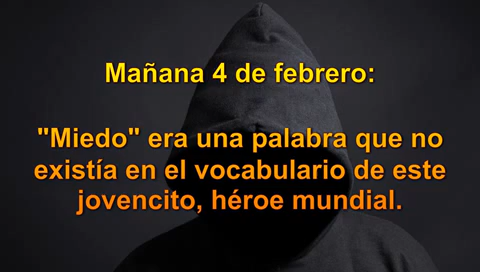 Mañana 4 de febrero:
"Miedo" era una palabra que no
existía en el vocabulario de este
jovencito, héroe mundial.